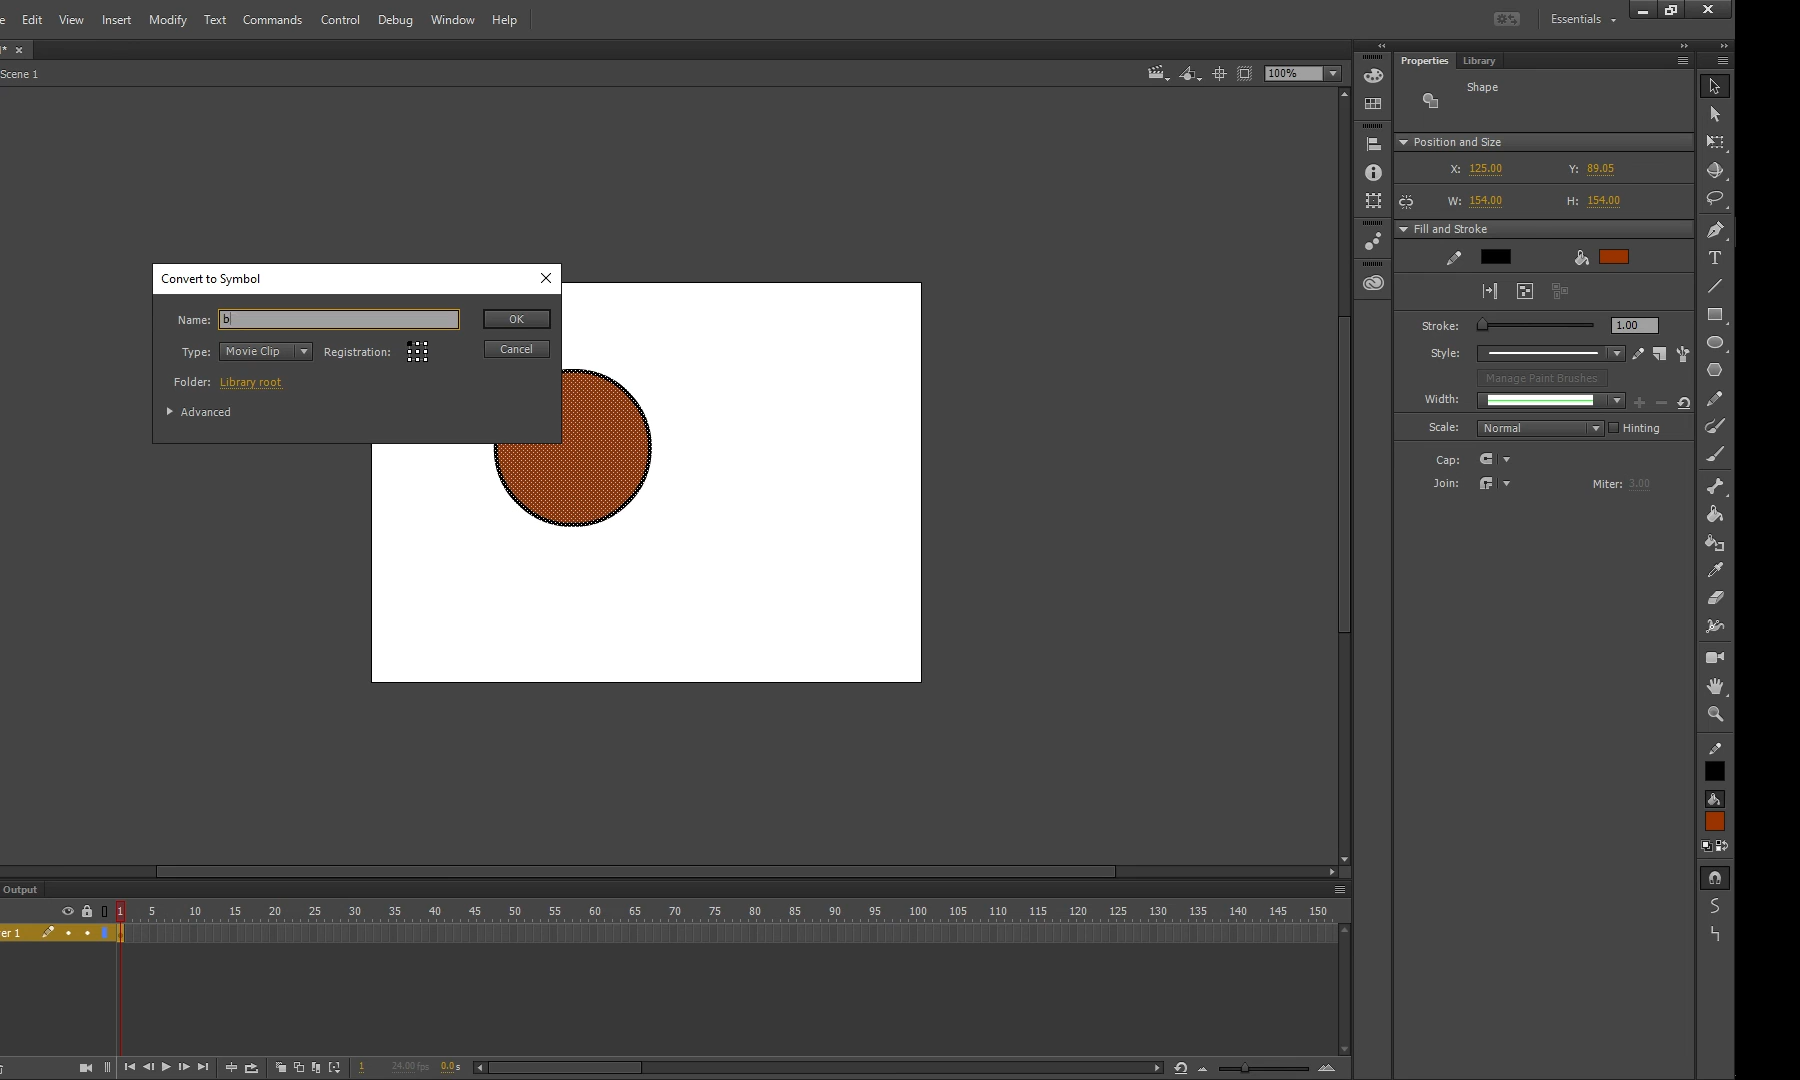 Edit View Insert Modify Text Commands Control Debug Window Help
Essentials
Scene 1
100%
Properties Library
Shape
Position and Size
X: 125.00 Y: 89.05
W: 154.00 H: 154.00
Fill and Stroke
Stroke: 1.00
Style:
Manage Paint Brushes
Width:
Scale: Normal Hinting
Cap:
Join: Miter: 3.00
Convert to Symbol
Name: b OK
Type: Movie Clip Registration: Cancel
Folder: Library root
Advanced
Output
1 5 10 15 20 25 30 35 40 45 50 55 60 65 70 75 80 85 90 95 100 105 110 115 120 125 130 135 140 145 150
er 1
1 24.00 fps 0.0 s